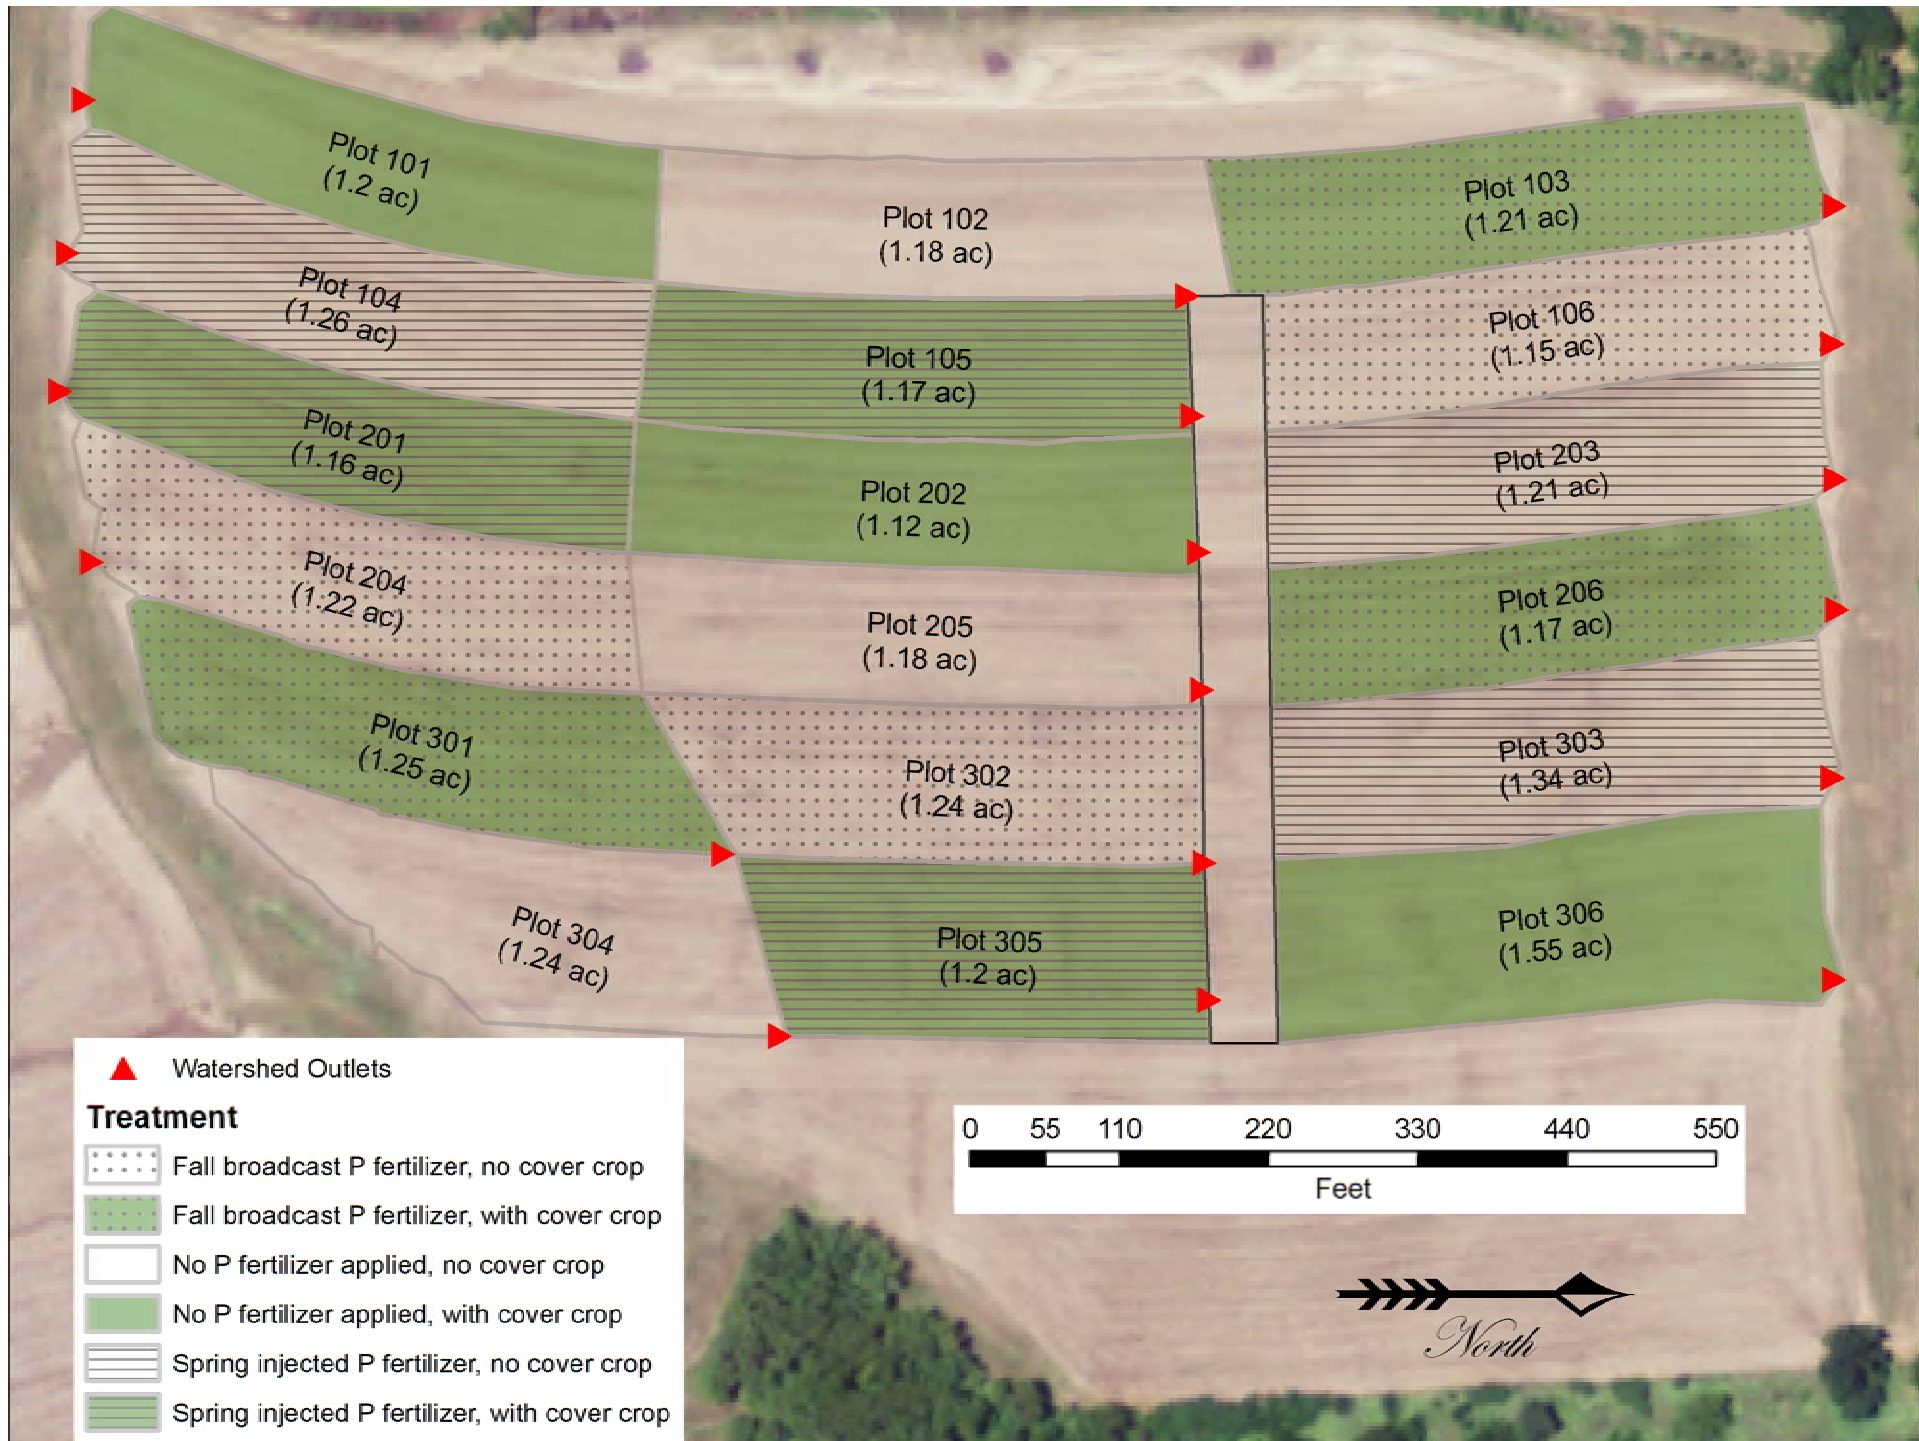 Plot 101
(1.2 ac)
Plot 102
(1.18 ac)
Plot 103
(1.21 ac)
Plot 104
(1.26 ac)
Plot 105
(1.17 ac)
Plot 106
(1.15 ac)
Plot 201
(1.16 ac)
Plot 202
(1.12 ac)
Plot 203
(1.21 ac)
Plot 204
(1.22 ac)
Plot 205
(1.18 ac)
Plot 206
(1.17 ac)
Plot 301
(1.25 ac)
Plot 302
(1.24 ac)
Plot 303
(1.34 ac)
Plot 304
(1.24 ac)
Plot 305
(1.2 ac)
Plot 306
(1.55 ac)
Watershed Outlets
Treatment
Fall broadcast P fertilizer, no cover crop
Fall broadcast P fertilizer, with cover crop
No P fertilizer applied, no cover crop
No P fertilizer applied, with cover crop
Spring injected P fertilizer, no cover crop
Spring injected P fertilizer, with cover crop
0 55 110 220 330 440 550
Feet
North